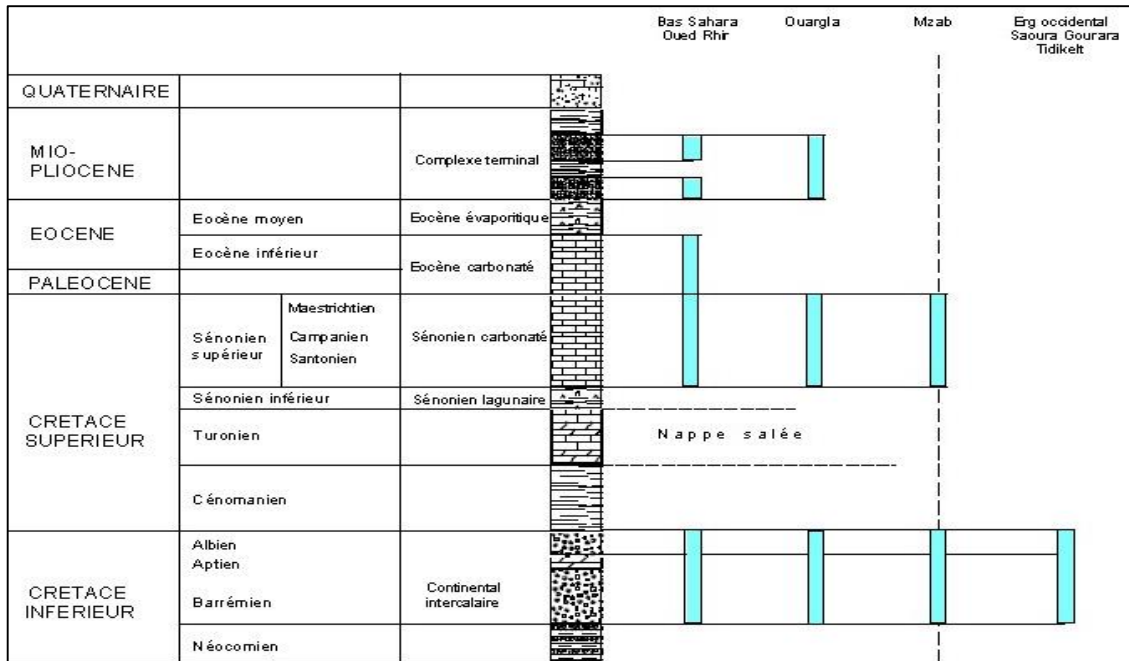 Bas Sahara
Oued Rhir
Ouargla
Mzab
Erg occidental
Saoura Gourara
Tidikelt
QUATERNAIRE
MIO-
PLIOCENE
Complexe terminal
EOCENE
Eocène moyen
Eocène évaporitique
Eocène inférieur
Eocène carbonaté
PALEOCENE
CRETACE
SUPERIEUR
Sénonien
supérieur
Maestrichtien
Campanien
Santonien
Sénonien carbonaté
Sénonien inférieur
Sénonien lagunaire
Turonien
Nappe salée
Cénomanien
CRETACE
INFERIEUR
Albien
Aptien
Barrémien
Continental
intercalaire
Néocomien